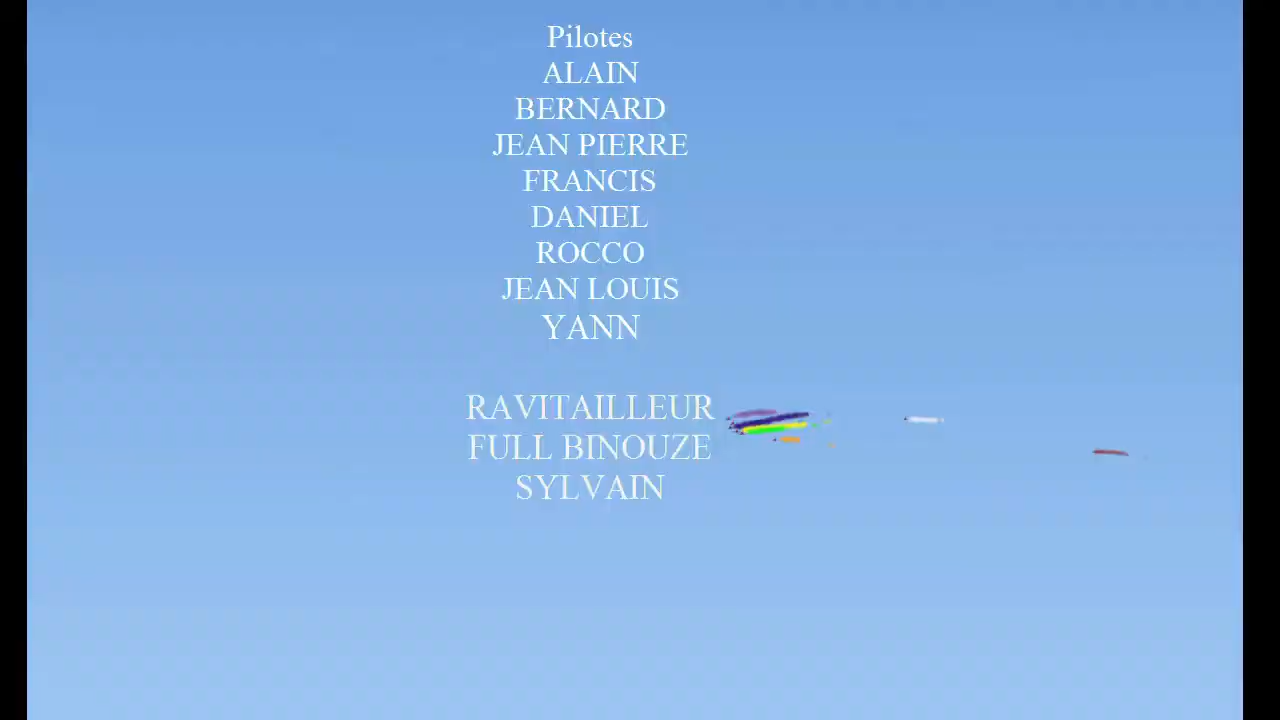 Pilotes
ALAIN
BERNARD
JEAN PIERRE
FRANCIS
DANIEL
ROCCO
JEAN LOUIS
YANN
RAVITAILLEUR
FULL BINOUZE
SYLVAIN